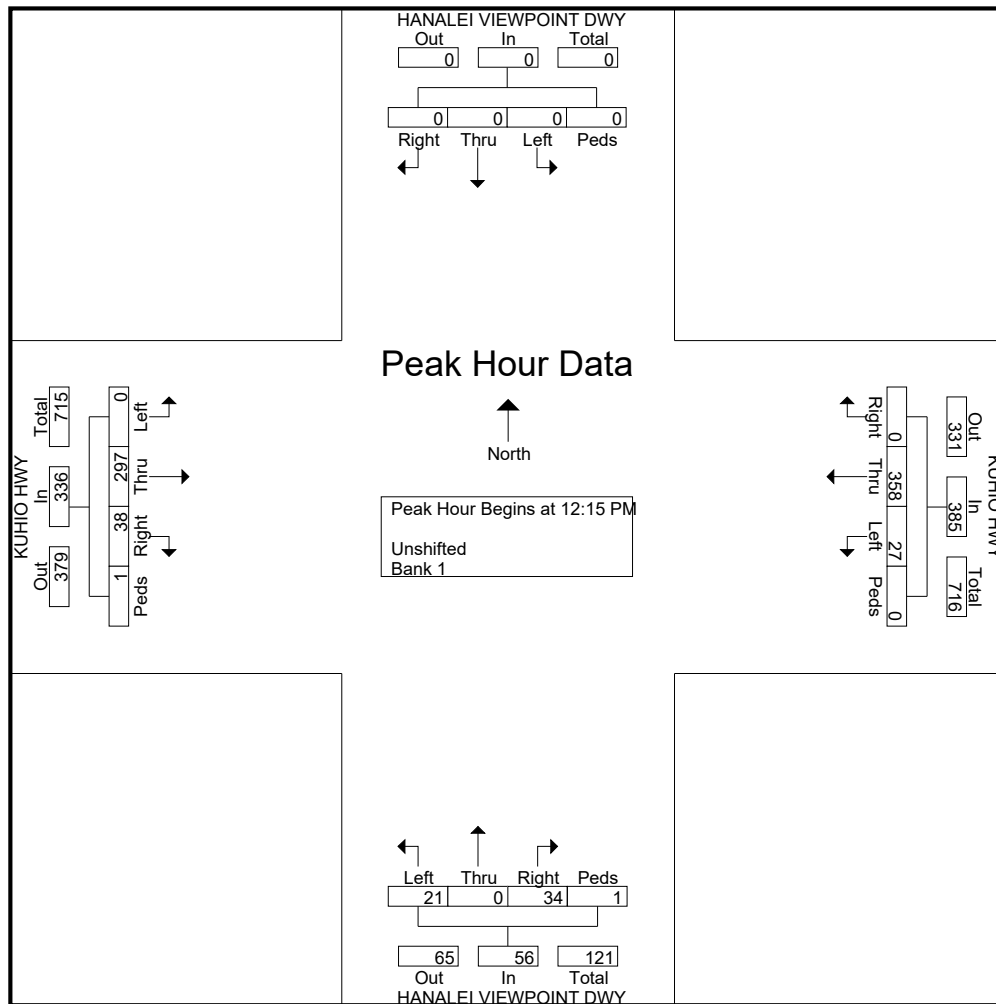 HANALEI VIEWPOINT DWY
Out In Total
0 0 0
0 0 0 0
Right Thru Left Peds
Peak Hour Data
North
Peak Hour Begins at 12:15 PM
Unshifted
Bank 1
KUHIO HWY
Total In Out
715 336 379
0 297 38 1
Left Thru Right Peds
Right Thru Left Peds
0 358 27 0
Out In Total
331 385 716
KUHIO HWY
Left Thru Right Peds
21 0 34 1
65 56 121
Out In Total
HANALEI VIEWPOINT DWY